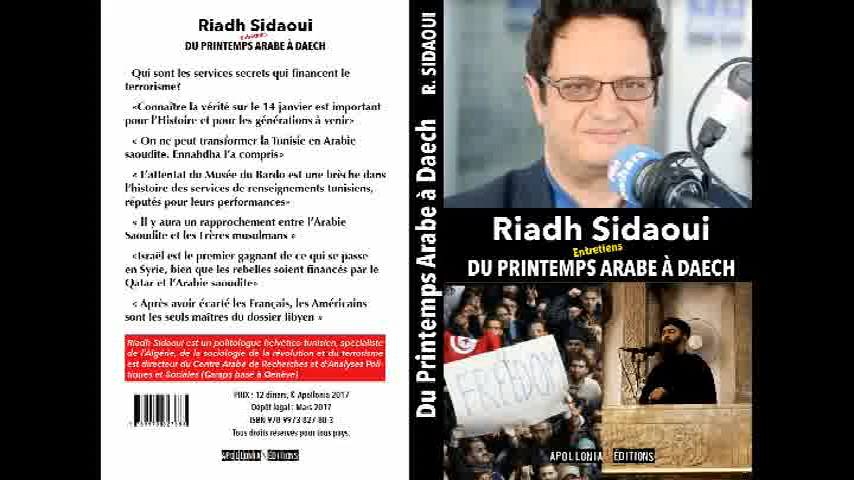 Riadh Sidaoui
Entretiens
DU PRINTEMPS ARABE À DAECH
Qui sont les services secrets qui financent le
terrorisme?
«Connaître la vérité sur le 14 janvier est important
pour l'Histoire et pour les générations à venir»
« On ne peut transformer la Tunisie en Arabie
saoudite. Ennahdha l'a compris»
« L'attentat du Musée du Bardo est une brèche dans
l'histoire des services de renseignements tunisiens,
réputés pour leurs performances»
« Il y aura un rapprochement entre l'Arabie
Saoudite et les Frères musulmans »
«Israël est le premier gagnant de ce qui se passe
en Syrie, bien que les rebelles soient financés par le
Qatar et l'Arabie saoudite»
« Après avoir écarté les Français, les Américains
sont les seuls maîtres du dossier libyen »
Riadh Sidaoui est un politologue helvético-tunisien, spécialiste
de l'Algérie, de la sociologie de la révolution et du terrorisme
est directeur du Centre Arabe de Recherches et d'Analyses Poli-
tiques et Sociales (Caraps basé à Genève)
PRIX : 12 dinars, © Apollonia 2017
Dépôt légal : Mars 2017
ISBN 978 9973 827 80 3
Tous droits réservés pour tous pays.
APOLLONIA ÉDITIONS
Du Printemps Arabe à Daech R. SIDAOUI
Riadh Sidaoui
Entretiens
DU PRINTEMPS ARABE À DAECH
FREEDOM
APOLLONIA ÉDITIONS